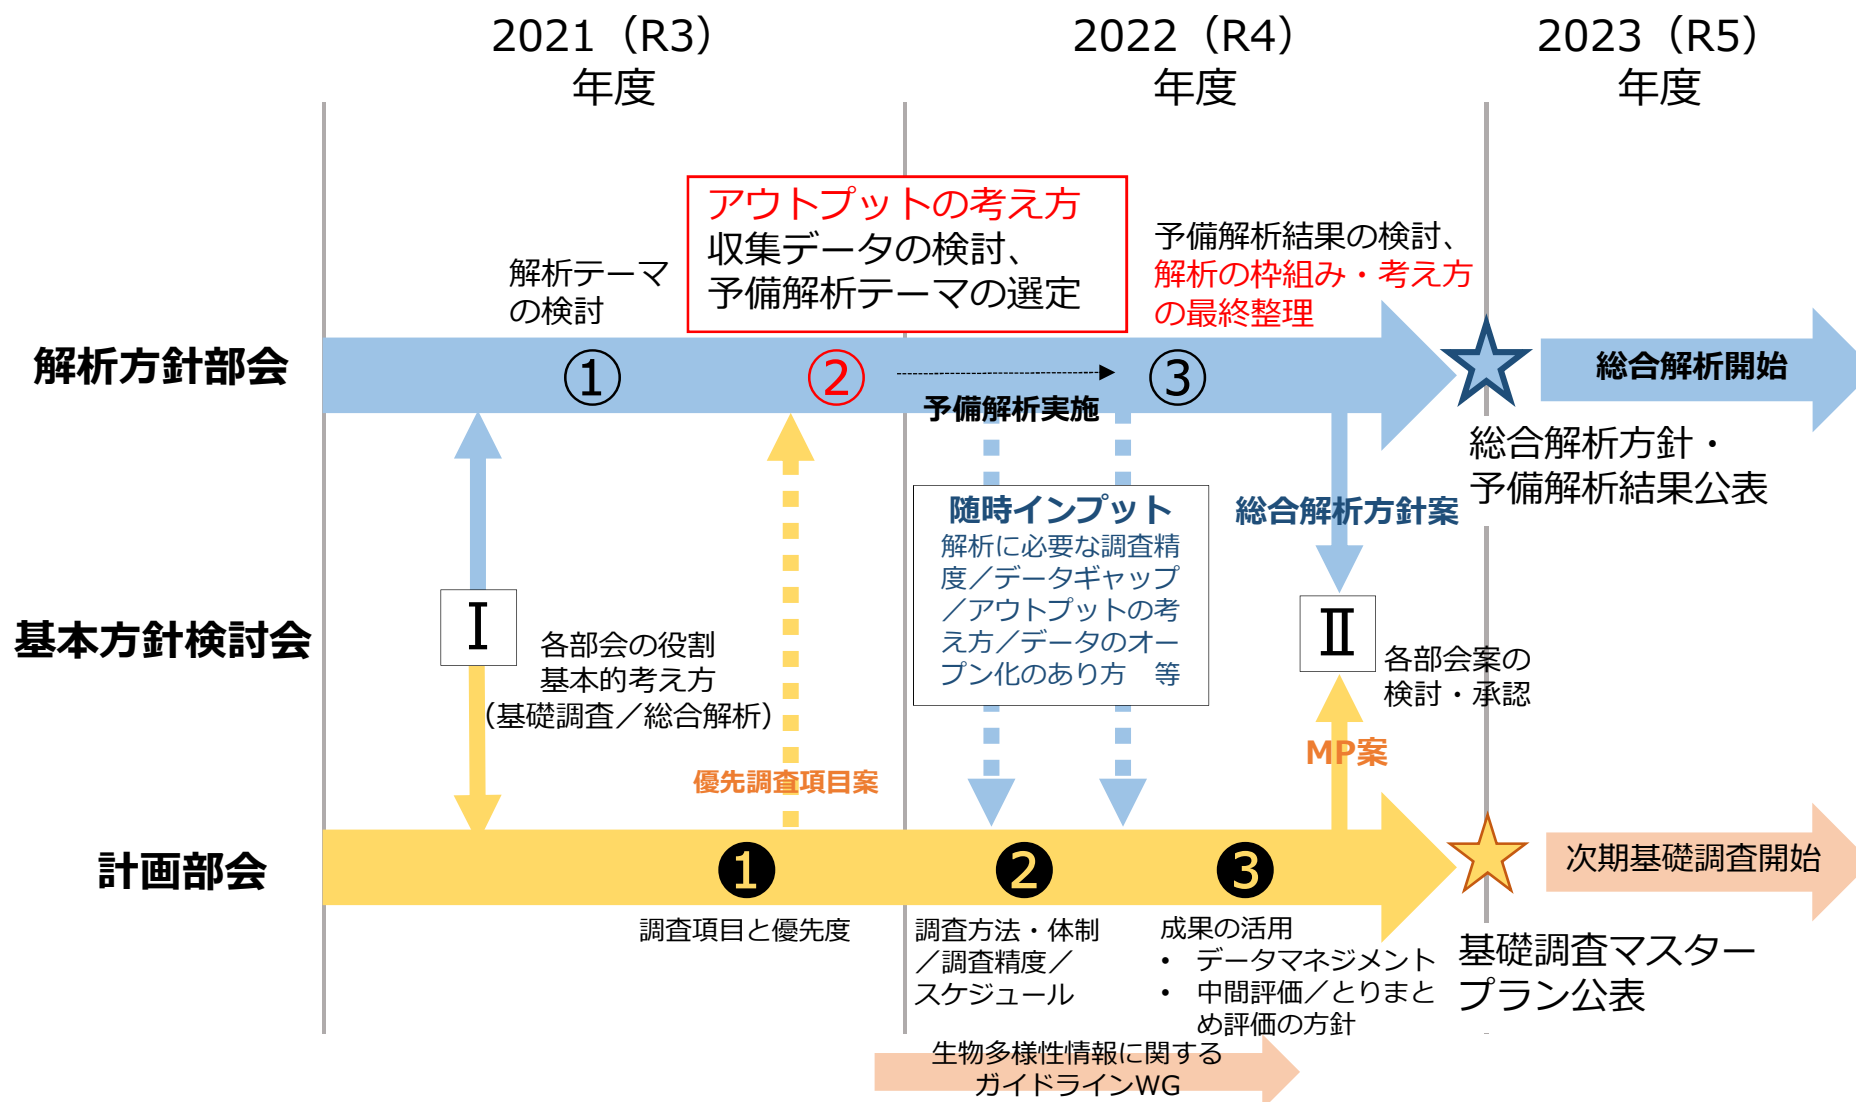 2021（R3）
年度
2022（R4）
年度
2023（R5）
年度
アウトプットの考え方
収集データの検討、
予備解析テーマの選定
解析テーマ
の検討
予備解析結果の検討、
解析の枠組み・考え方
の最終整理
解析方針部会
①
②
③
予備解析実施
総合解析開始
総合解析方針・
予備解析結果公表
随時インプット
解析に必要な調査精
度／データギャップ
／アウトプットの考
え方／データのオー
プン化のあり方　等
総合解析方針案
基本方針検討会
Ⅰ
各部会の役割
基本的考え方
（基礎調査／総合解析）
Ⅱ
各部会案の
検討・承認
優先調査項目案
MP案
計画部会
❶
❷
❸
次期基礎調査開始
調査項目と優先度
調査方法・体制
／調査精度／
スケジュール
成果の活用
• データマネジメント
• 中間評価／とりまと
め評価の方針
基礎調査マスター
プラン公表
生物多様性情報に関する
ガイドラインWG